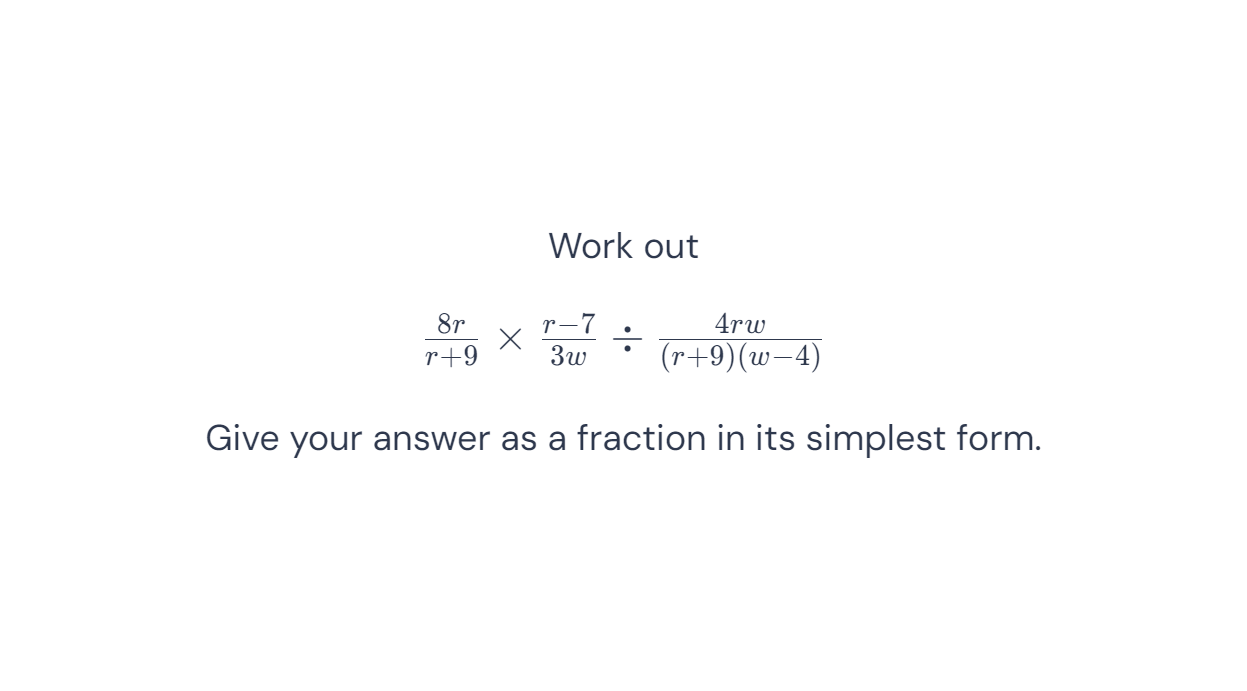 Work out
$\frac{8r}{r+9} \times \frac{r-7}{3w} \div \frac{4rw}{(r+9)(w-4)}$
Give your answer as a fraction in its simplest form.